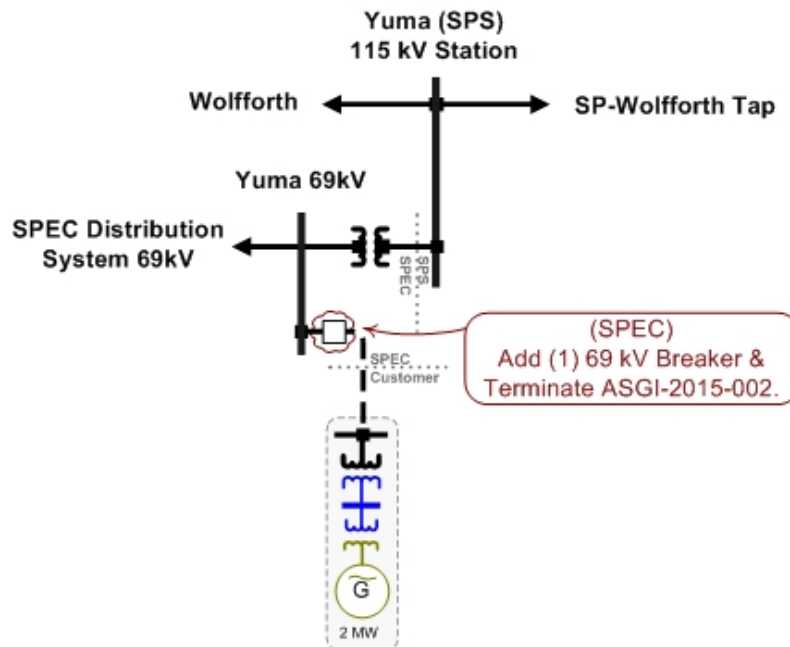 Yuma (SPS)
115 kV Station
Wolfforth
SP-Wolfforth Tap
Yuma 69kV
SPEC Distribution
System 69kV
SPEC
SPS
(SPEC)
Add (1) 69 kV Breaker &
Terminate ASGI-2015-002.
SPEC
Customer
G
2 MW